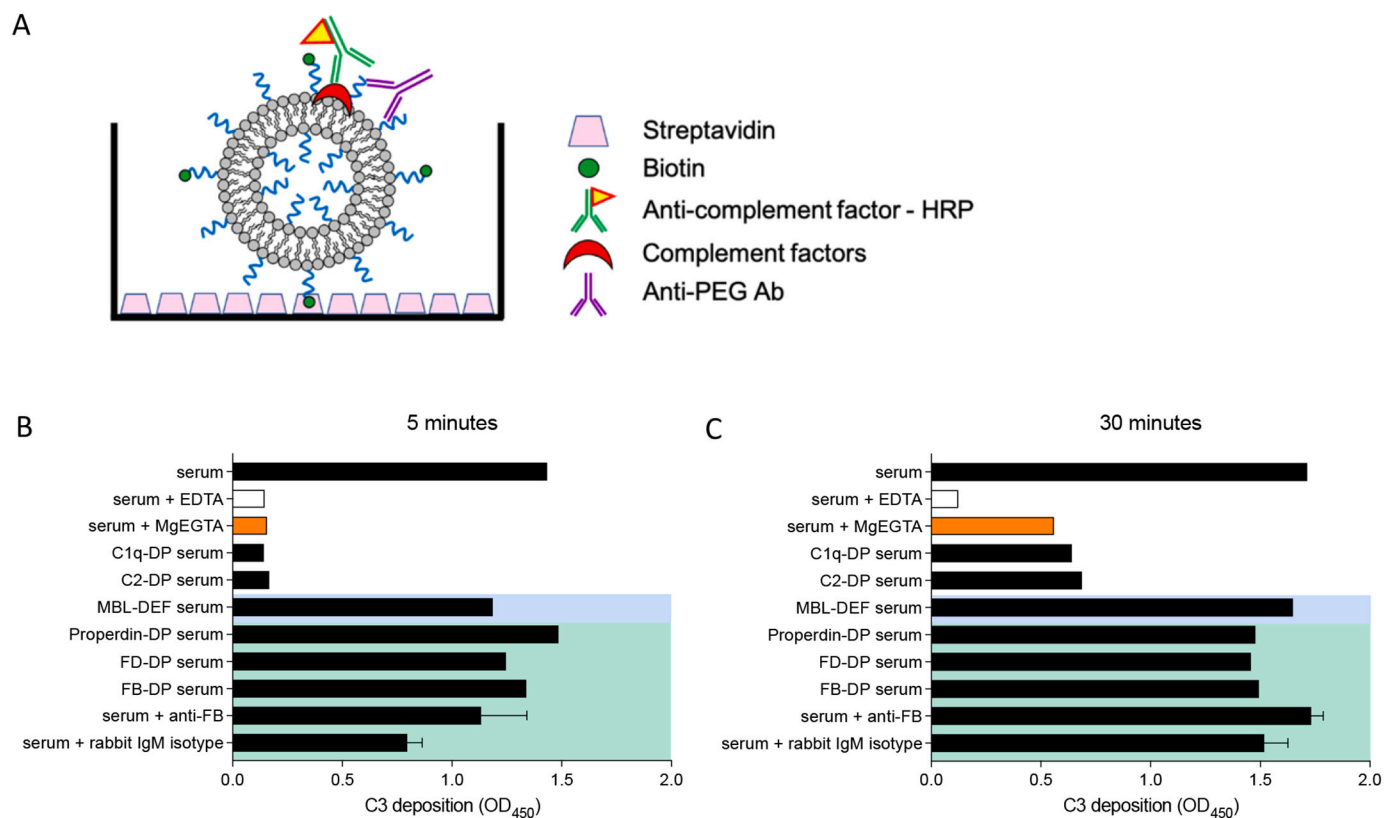 A
Streptavidin
Biotin
Anti-complement factor - HRP
Complement factors
Anti-PEG Ab
B
5 minutes
serum
serum + EDTA
serum + MgEGTA
C1q-DP serum
C2-DP serum
MBL-DEF serum
Properdin-DP serum
FD-DP serum
FB-DP serum
serum + anti-FB
serum + rabbit IgM isotype
0.0 0.5 1.0 1.5 2.0
C3 deposition (OD450)
C
30 minutes
serum
serum + EDTA
serum + MgEGTA
C1q-DP serum
C2-DP serum
MBL-DEF serum
Properdin-DP serum
FD-DP serum
FB-DP serum
serum + anti-FB
serum + rabbit IgM isotype
0.0 0.5 1.0 1.5 2.0
C3 deposition (OD450)